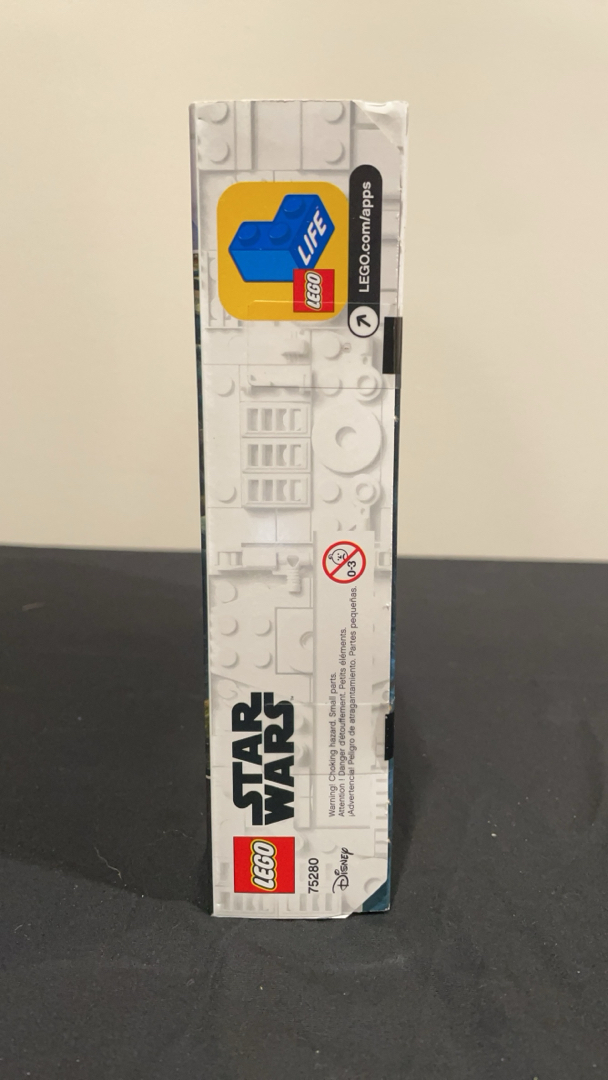 LEGO
STAR
WARS™
75280
Disney
Warning! Choking hazard. Small parts.
Attention ! Danger d'étouffement. Petits éléments.
¡Advertencia! Peligro de atragantamiento. Partes pequeñas.
0-3
LIFE
LEGO
LEGO.com/apps